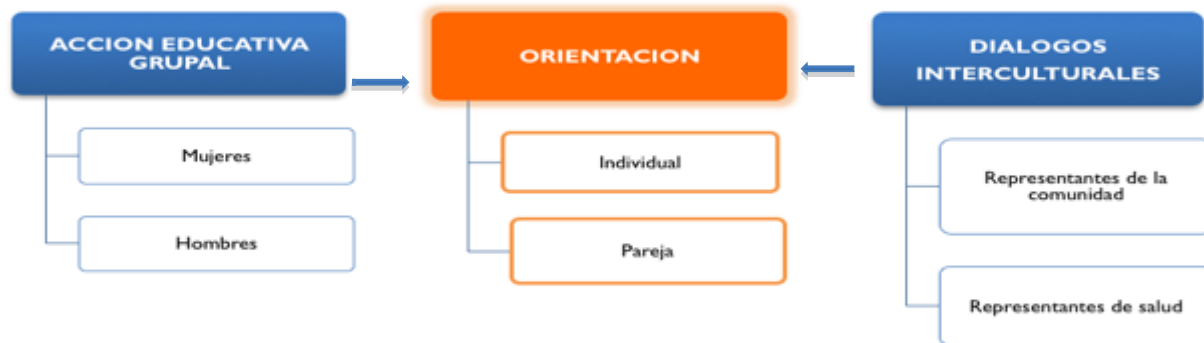 ACCION EDUCATIVA
GRUPAL
Mujeres
Hombres
ORIENTACION
Individual
Pareja
DIALOGOS
INTERCULTURALES
Representantes de la
comunidad
Representantes de salud